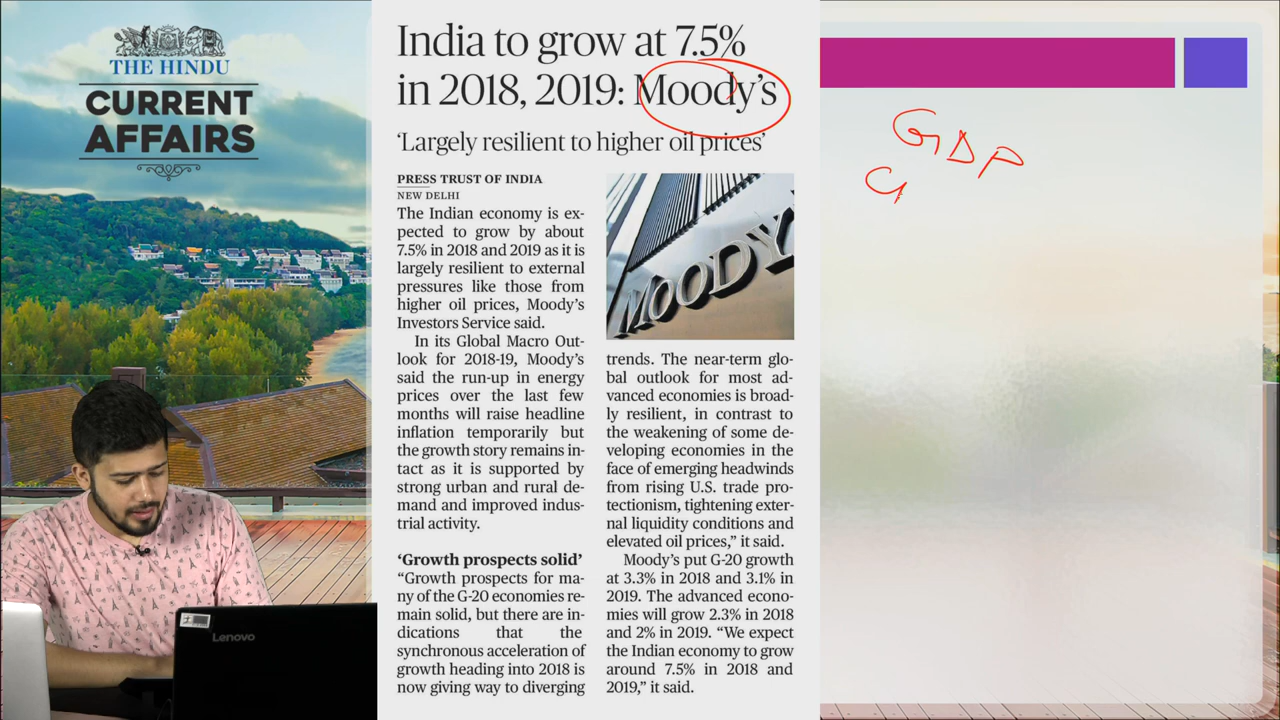 THE HINDU
CURRENT
AFFAIRS
India to grow at 7.5%
in 2018, 2019: Moody's
'Largely resilient to higher oil prices'
PRESS TRUST OF INDIA
NEW DELHI
The Indian economy is ex-
pected to grow by about
7.5% in 2018 and 2019 as it is
largely resilient to external
pressures like those from
higher oil prices, Moody's
Investors Service said.
In its Global Macro Out-
look for 2018-19, Moody's
said the run-up in energy
prices over the last few
months will raise headline
inflation temporarily but
the growth story remains in-
tact as it is supported by
strong urban and rural de-
mand and improved indus-
trial activity.
'Growth prospects solid'
"Growth prospects for ma-
ny of the G-20 economies re-
main solid, but there are in-
dications that the
synchronous acceleration of
growth heading into 2018 is
now giving way to diverging
MOODY
trends. The near-term glo-
bal outlook for most ad-
vanced economies is broad-
ly resilient, in contrast to
the weakening of some de-
veloping economies in the
face of emerging headwinds
from rising U.S. trade pro-
tectionism, tightening exter-
nal liquidity conditions and
elevated oil prices," it said.
Moody's put G-20 growth
at 3.3% in 2018 and 3.1% in
2019. The advanced econo-
mies will grow 2.3% in 2018
and 2% in 2019. "We expect
the Indian economy to grow
around 7.5% in 2018 and
2019," it said.
GDP
G
Lenovo